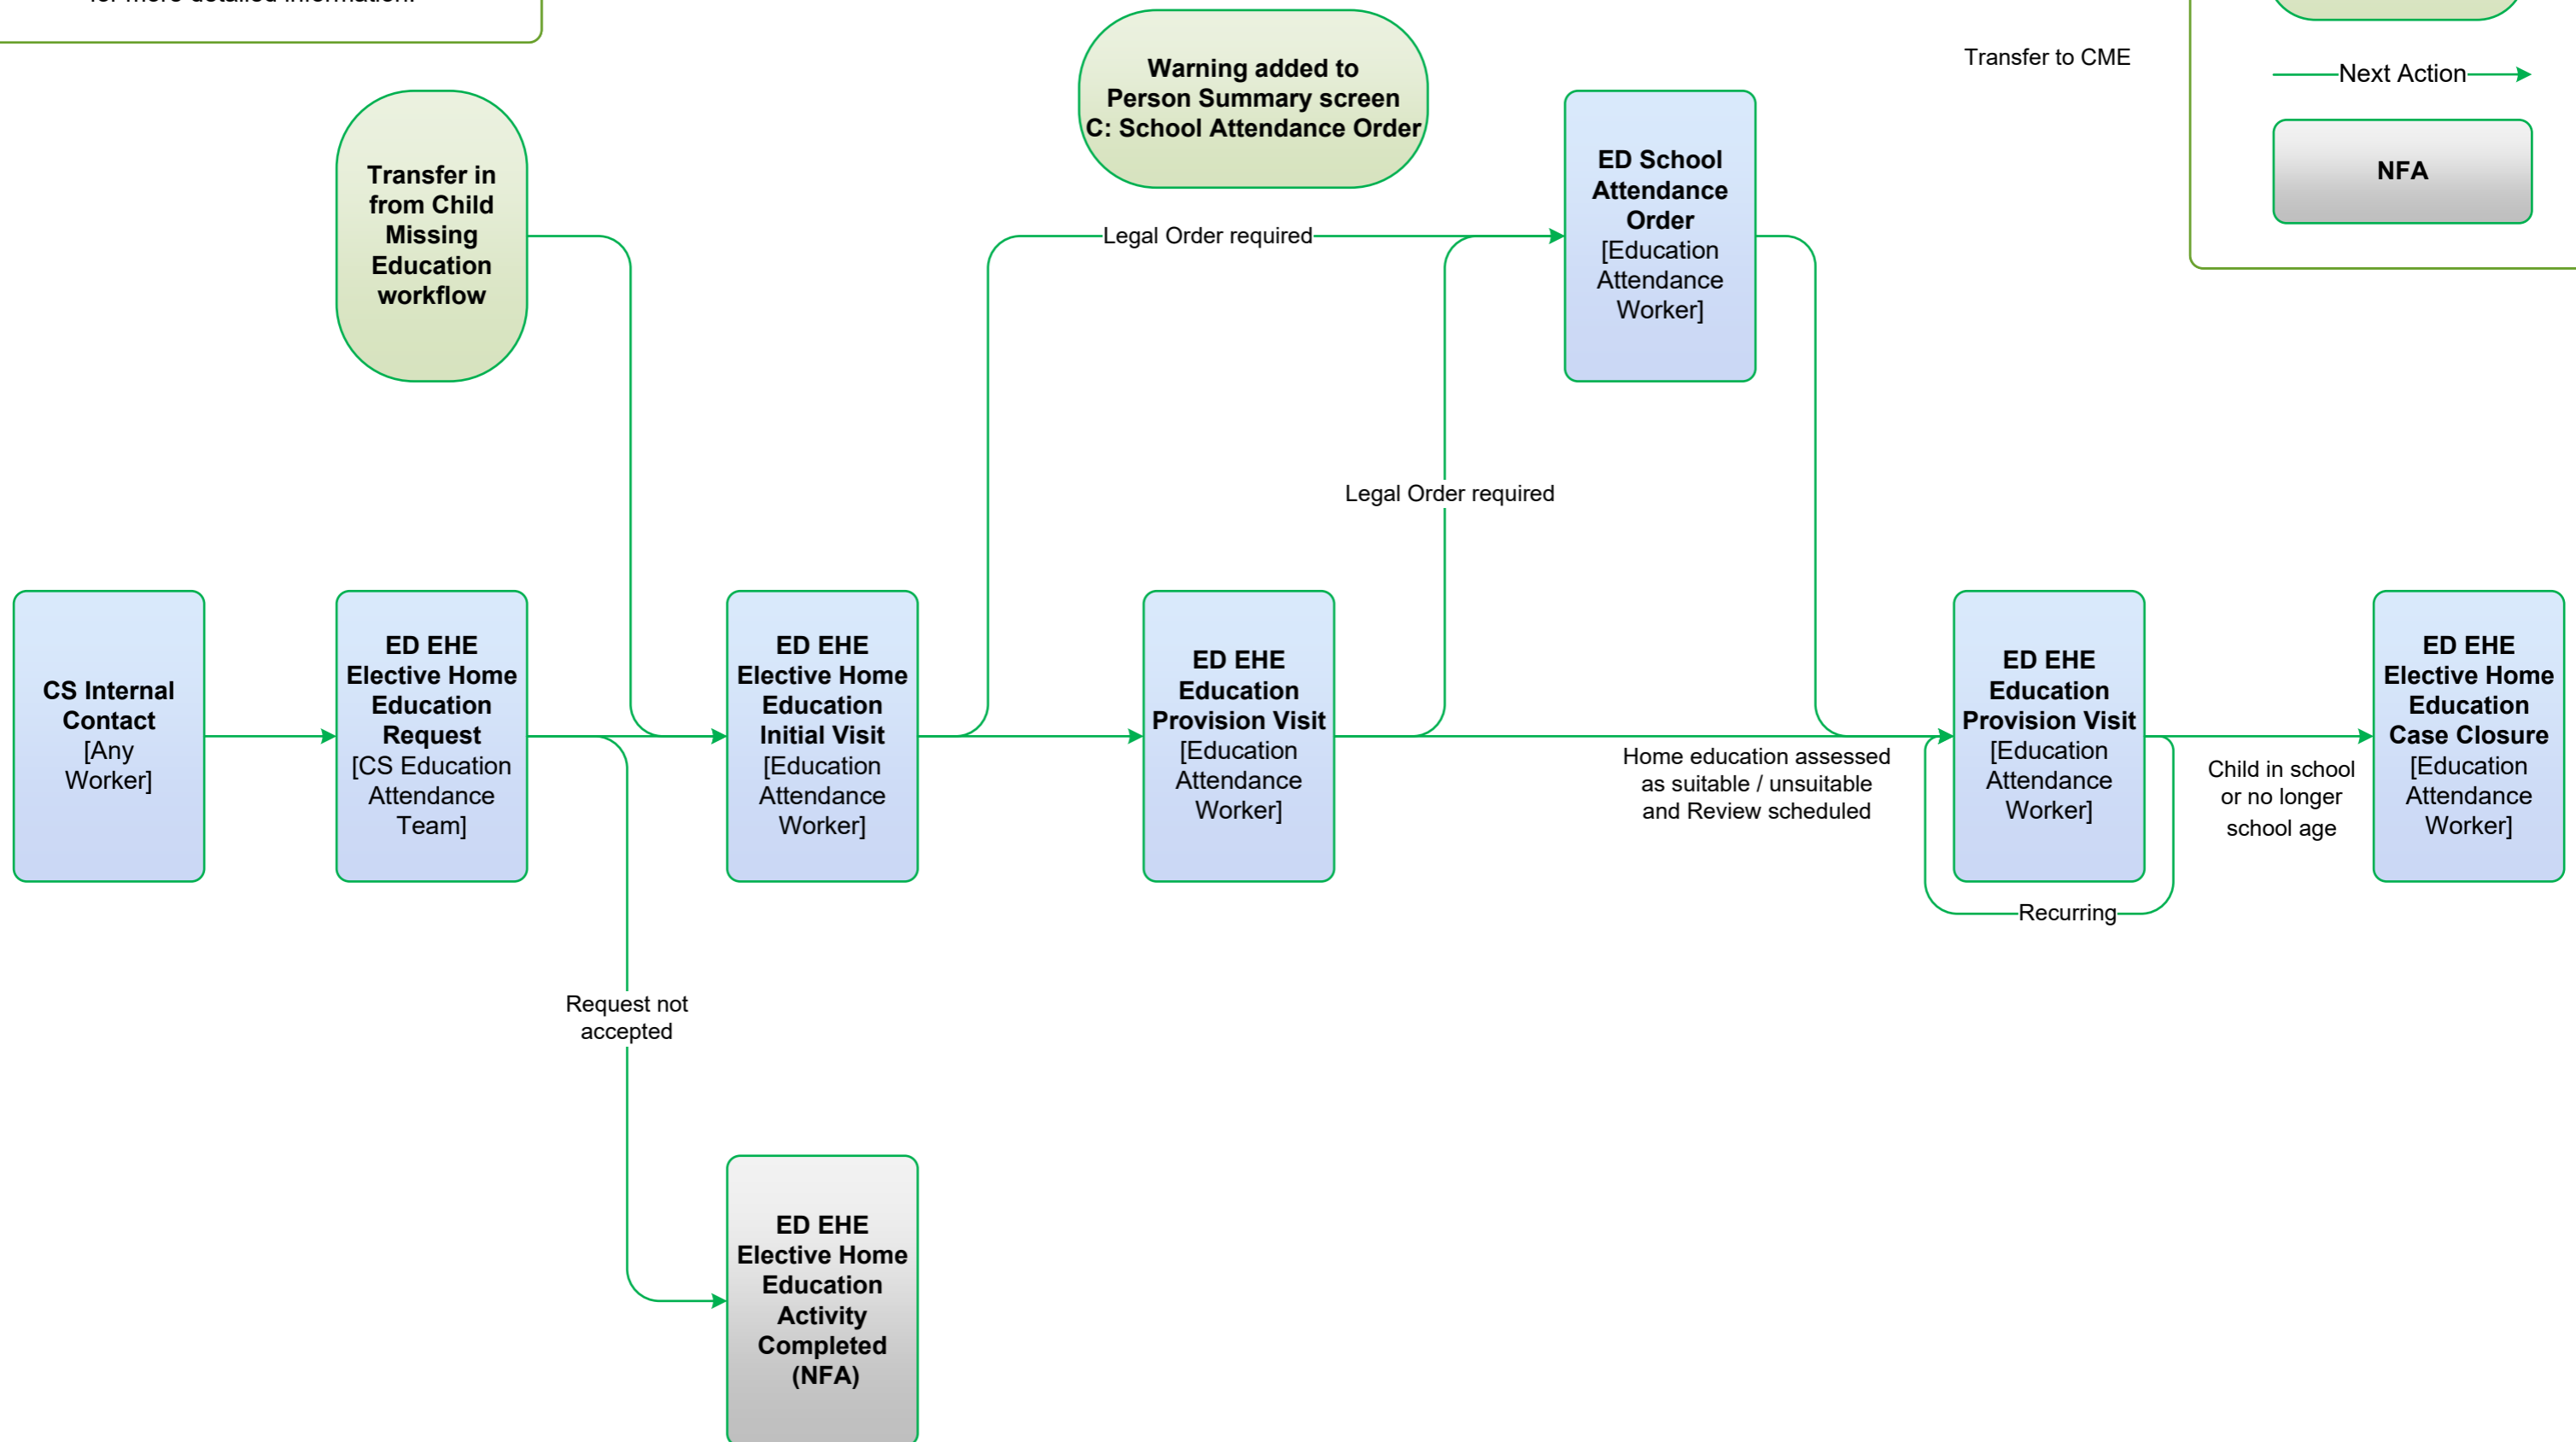 for more detailed information.
Warning added to
Person Summary screen
C: School Attendance Order
Transfer to CME
Next Action
NFA
Transfer in
from Child
Missing
Education
workflow
ED School
Attendance
Order
[Education
Attendance
Worker]
Legal Order required
Legal Order required
CS Internal
Contact
[Any
Worker]
ED EHE
Elective Home
Education
Request
[CS Education
Attendance
Team]
ED EHE
Elective Home
Education
Initial Visit
[Education
Attendance
Worker]
ED EHE
Education
Provision Visit
[Education
Attendance
Worker]
Home education assessed
as suitable / unsuitable
and Review scheduled
ED EHE
Education
Provision Visit
[Education
Attendance
Worker]
Recurring
Child in school
or no longer
school age
ED EHE
Elective Home
Education
Case Closure
[Education
Attendance
Worker]
Request not
accepted
ED EHE
Elective Home
Education
Activity
Completed
(NFA)